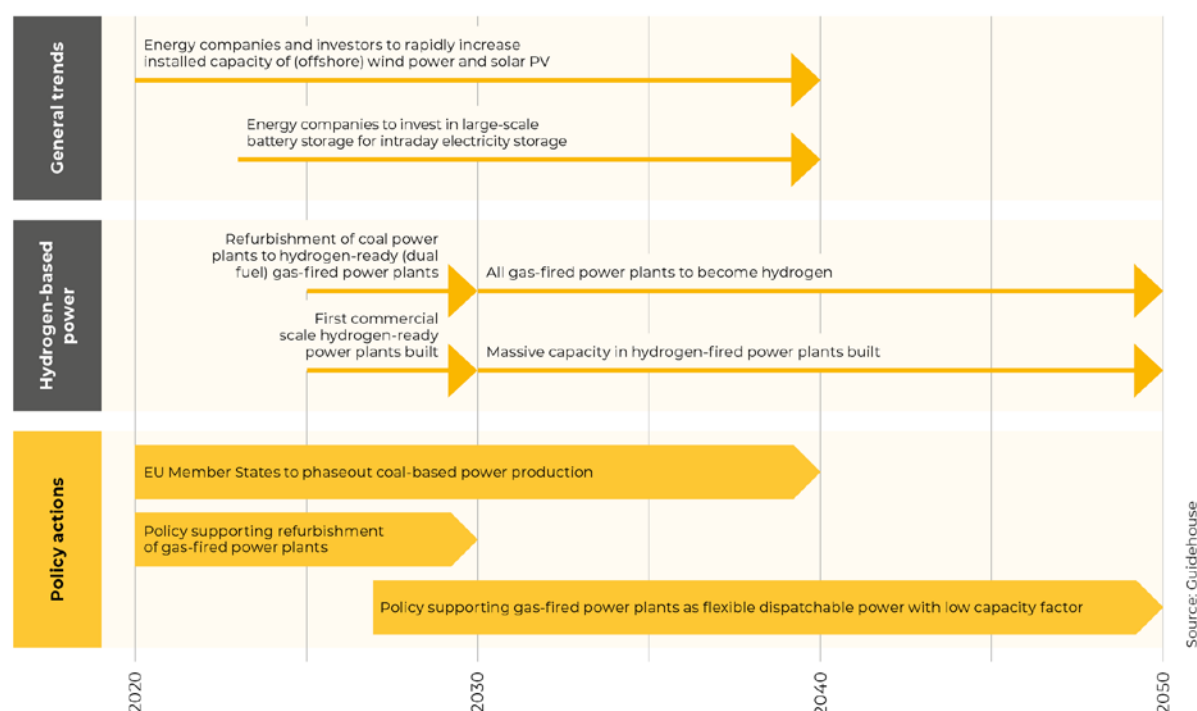 General trends
Energy companies and investors to rapidly increase
installed capacity of (offshore) wind power and solar PV
Energy companies to invest in large-scale
battery storage for intraday electricity storage
Hydrogen-based
power
Refurbishment of coal power
plants to hydrogen-ready (dual
fuel) gas-fired power plants
All gas-fired power plants to become hydrogen
First commercial
scale hydrogen-ready
power plants built
Massive capacity in hydrogen-fired power plants built
Policy actions
EU Member States to phaseout coal-based power production
Policy supporting refurbishment
of gas-fired power plants
Policy supporting gas-fired power plants as flexible dispatchable power with low capacity factor
2020
2030
2040
2050
Source: Guidehouse